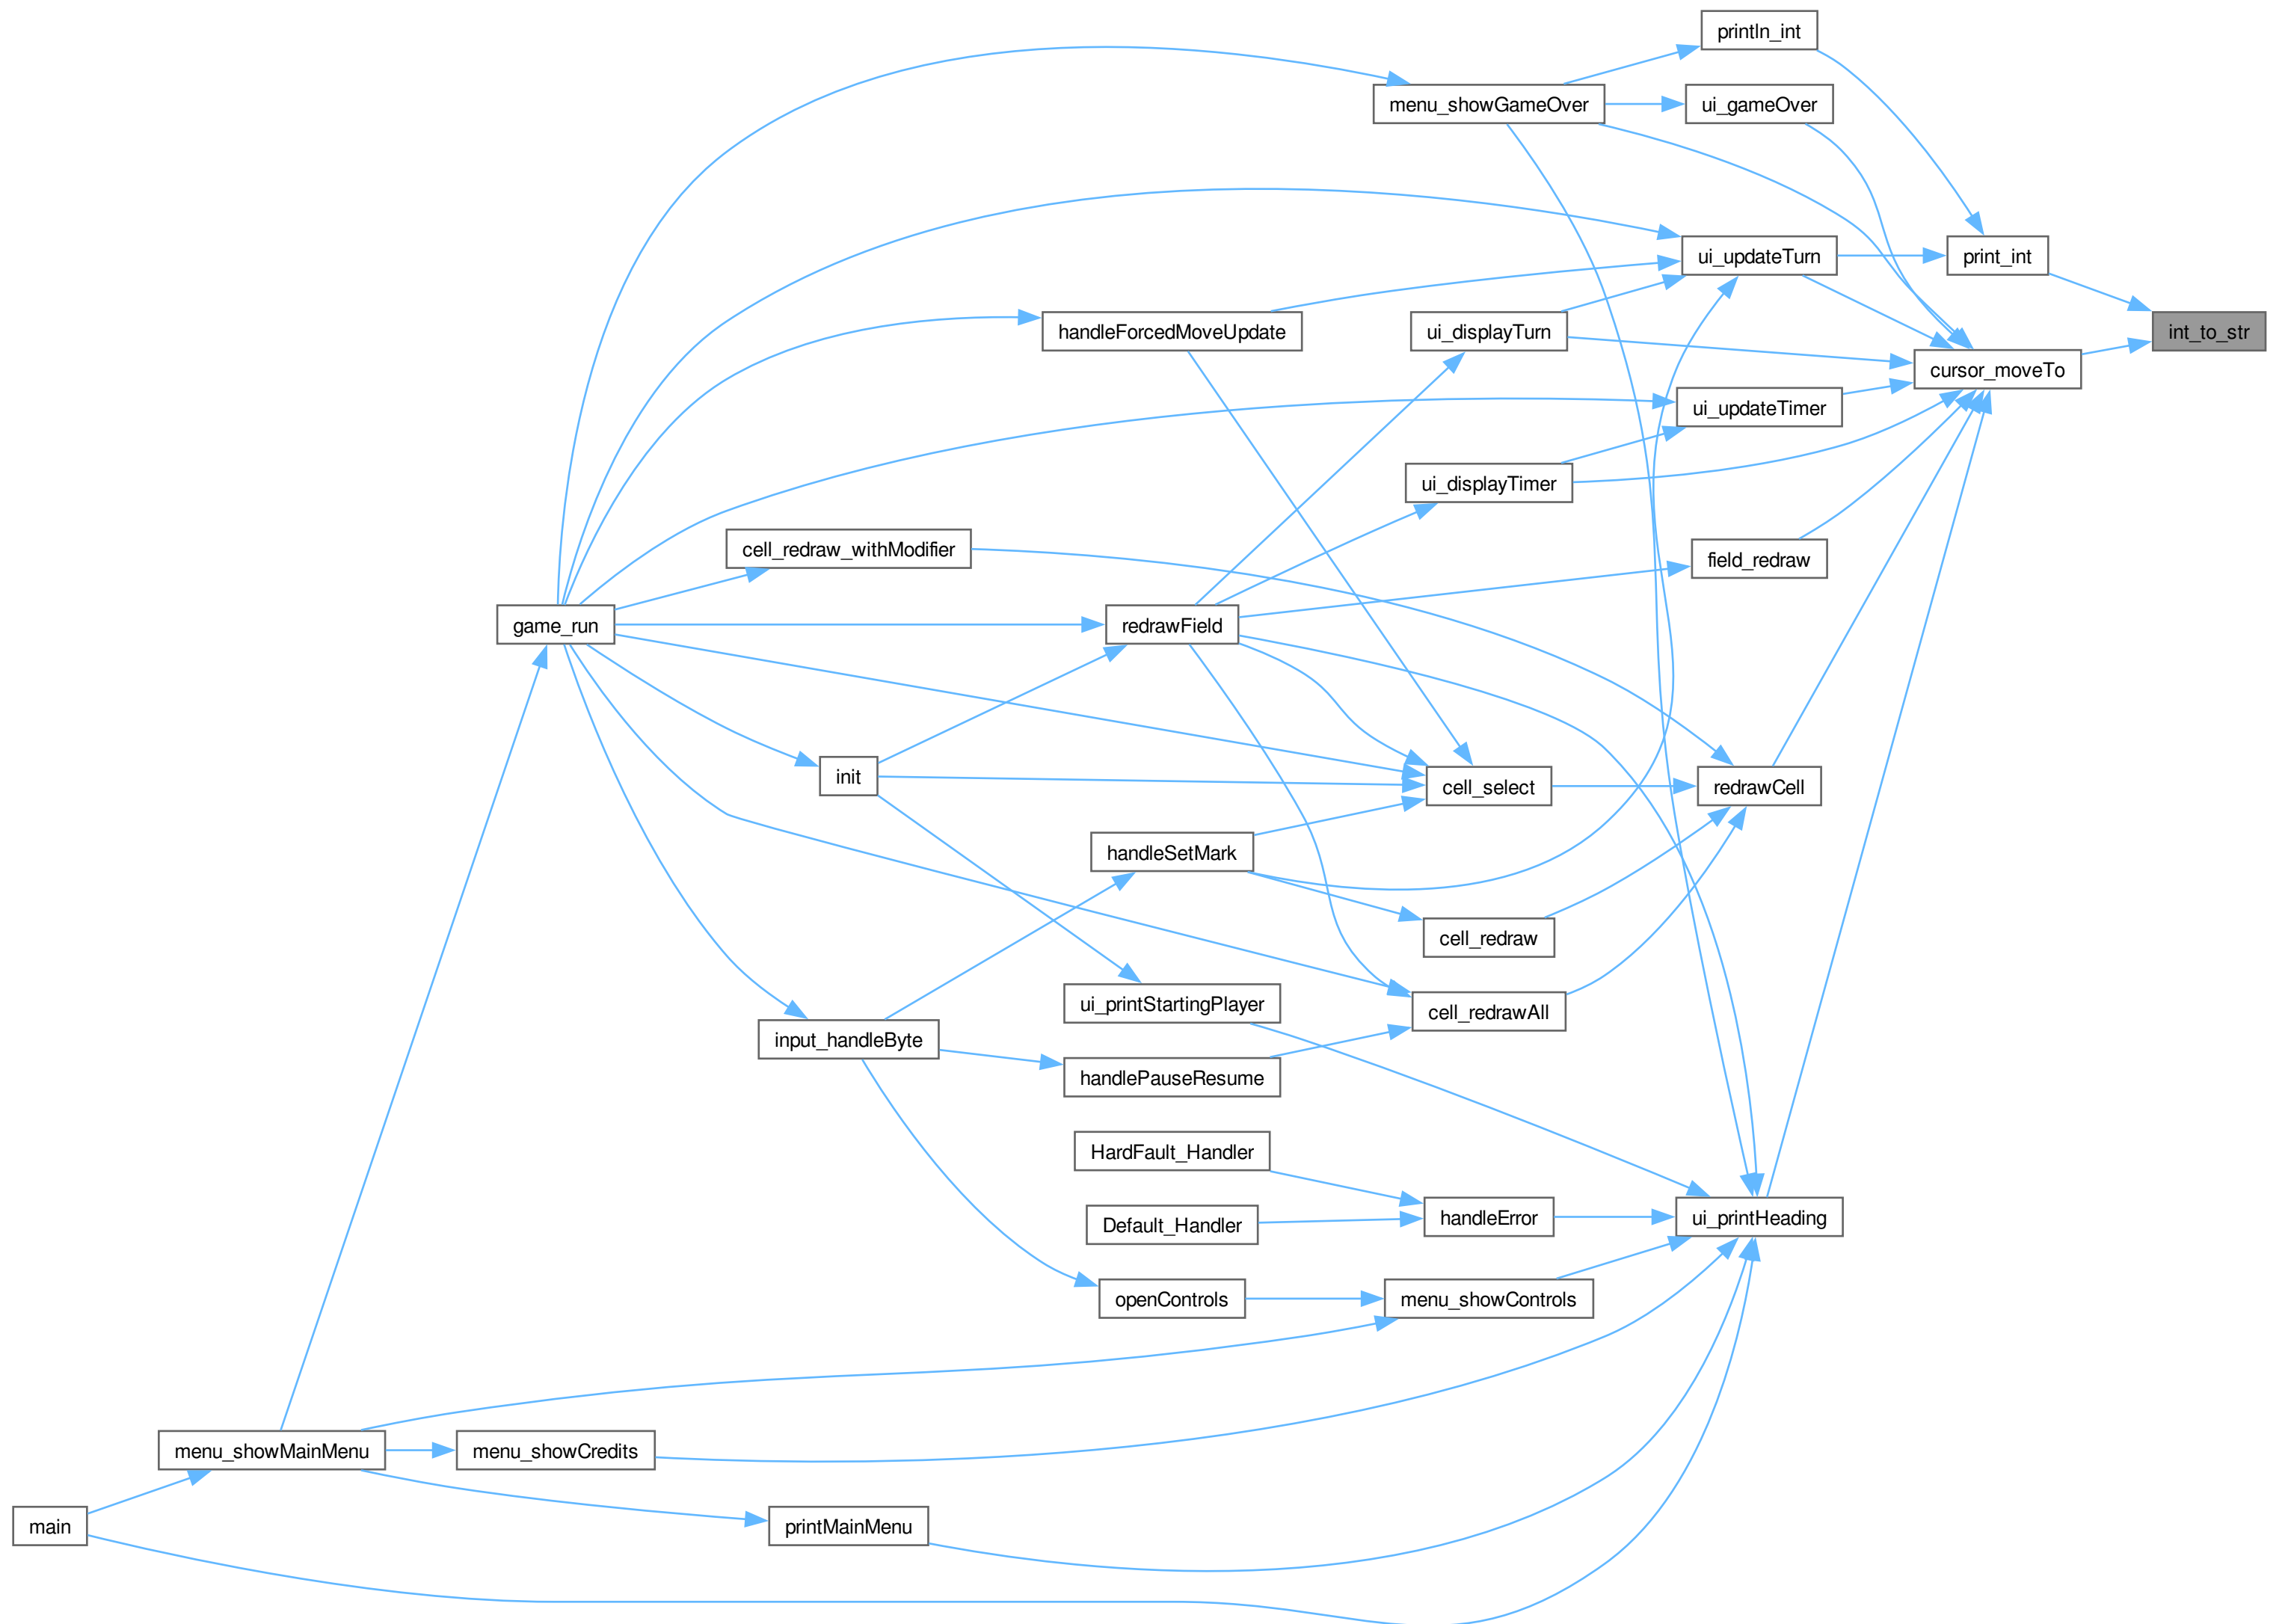 println_int
menu_showGameOver
ui_gameOver
ui_updateTurn
print_int
handleForcedMoveUpdate
ui_displayTurn
int_to_str
cursor_moveTo
ui_updateTimer
ui_displayTimer
cell_redraw_withModifier
field_redraw
game_run
redrawField
init
cell_select
redrawCell
handleSetMark
cell_redraw
ui_printStartingPlayer
cell_redrawAll
input_handleByte
handlePauseResume
HardFault_Handler
Default_Handler
handleError
ui_printHeading
openControls
menu_showControls
menu_showMainMenu
menu_showCredits
main
printMainMenu